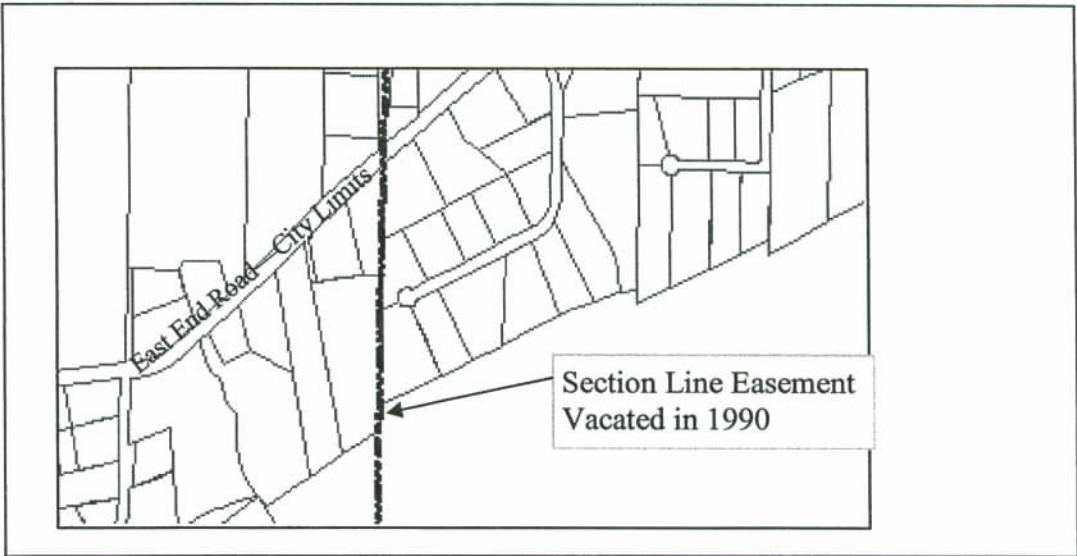 East End Road—City Limits
Section Line Easement
Vacated in 1990